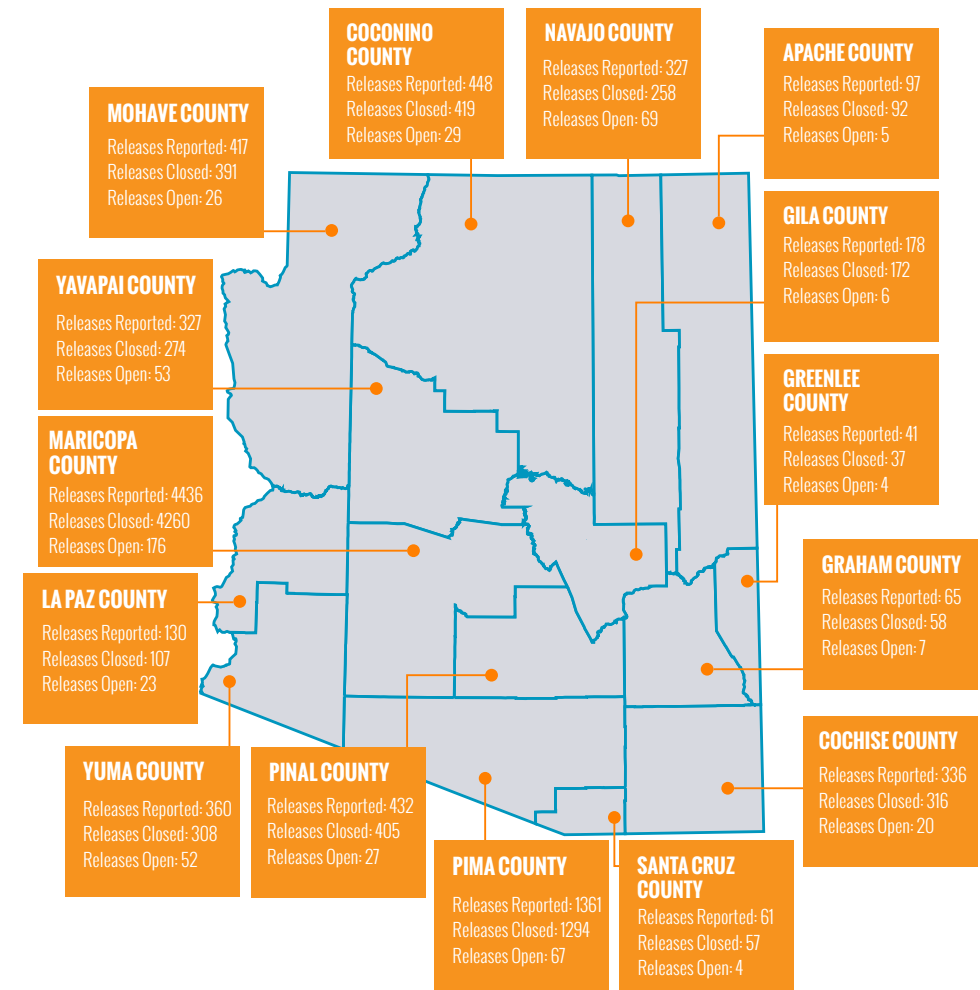 COCONINO
COUNTY
Releases Reported: 448
Releases Closed: 419
Releases Open: 29
NAVAJO COUNTY
Releases Reported: 327
Releases Closed: 258
Releases Open: 69
APACHE COUNTY
Releases Reported: 97
Releases Closed: 92
Releases Open: 5
MOHAVE COUNTY
Releases Reported: 417
Releases Closed: 391
Releases Open: 26
GILA COUNTY
Releases Reported: 178
Releases Closed: 172
Releases Open: 6
YAVAPAI COUNTY
Releases Reported: 327
Releases Closed: 274
Releases Open: 53
GREENLEE
COUNTY
Releases Reported: 41
Releases Closed: 37
Releases Open: 4
MARICOPA
COUNTY
Releases Reported: 4436
Releases Closed: 4260
Releases Open: 176
GRAHAM COUNTY
Releases Reported: 65
Releases Closed: 58
Releases Open: 7
LA PAZ COUNTY
Releases Reported: 130
Releases Closed: 107
Releases Open: 23
COCHISE COUNTY
Releases Reported: 336
Releases Closed: 316
Releases Open: 20
YUMA COUNTY
Releases Reported: 360
Releases Closed: 308
Releases Open: 52
PINAL COUNTY
Releases Reported: 432
Releases Closed: 405
Releases Open: 27
PIMA COUNTY
Releases Reported: 1361
Releases Closed: 1294
Releases Open: 67
SANTA CRUZ
COUNTY
Releases Reported: 61
Releases Closed: 57
Releases Open: 4